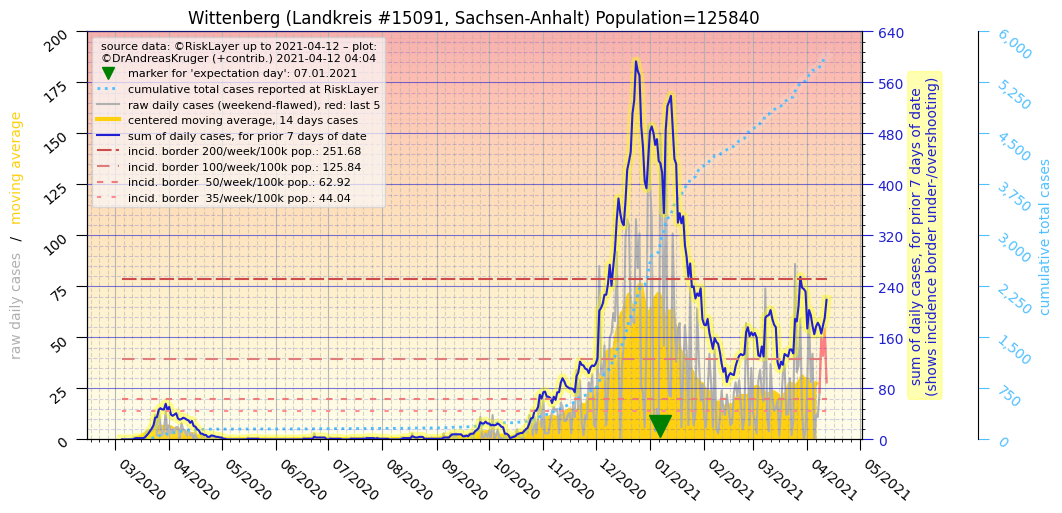 Wittenberg (Landkreis #15091, Sachsen-Anhalt) Population=125840
source data: ©RiskLayer up to 2021-04-12 – plot:
©DrAndreasKruger (+contrib.) 2021-04-12 04:04
marker for 'expectation day': 07.01.2021
cumulative total cases reported at RiskLayer
raw daily cases (weekend-flawed), red: last 5
centered moving average, 14 days cases
sum of daily cases, for prior 7 days of date
incid. border 200/week/100k pop.: 251.68
incid. border 100/week/100k pop.: 125.84
incid. border  50/week/100k pop.: 62.92
incid. border  35/week/100k pop.: 44.04
raw daily cases / moving average
200
175
150
125
100
75
50
25
0
03/2020
04/2020
05/2020
06/2020
07/2020
08/2020
09/2020
10/2020
11/2020
12/2020
01/2021
02/2021
03/2021
04/2021
05/2021
640
560
480
400
320
240
160
80
0
sum of daily cases, for prior 7 days of date
(shows incidence border under-/overshooting)
6,000
5,250
4,500
3,750
3,000
2,250
1,500
750
0
cumulative total cases